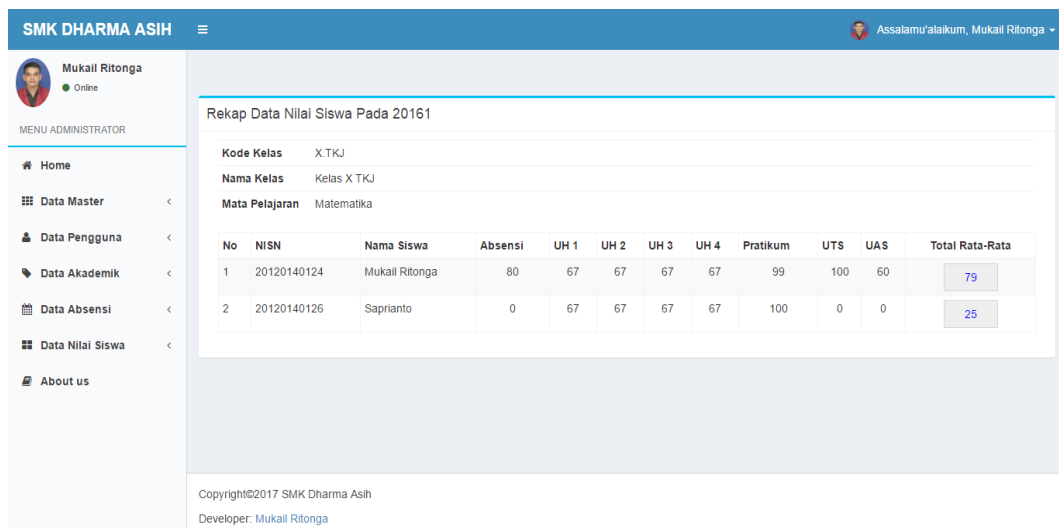 SMK DHARMA ASIH
Assalamu'alaikum, Mukail Ritonga
Mukail Ritonga
Online
MENU ADMINISTRATOR
Home
Data Master
Data Pengguna
Data Akademik
Data Absensi
Data Nilai Siswa
About us
Rekap Data Nilai Siswa Pada 20161
Kode Kelas X.TKJ
Nama Kelas Kelas X TKJ
Mata Pelajaran Matematika
No NISN Nama Siswa Absensi UH 1 UH 2 UH 3 UH 4 Pratikum UTS UAS Total Rata-Rata
1 20120140124 Mukail Ritonga 80 67 67 67 67 99 100 60 79
2 20120140126 Saprianto 0 67 67 67 67 100 0 0 25
Copyright©2017 SMK Dharma Asih
Developer: Mukail Ritonga